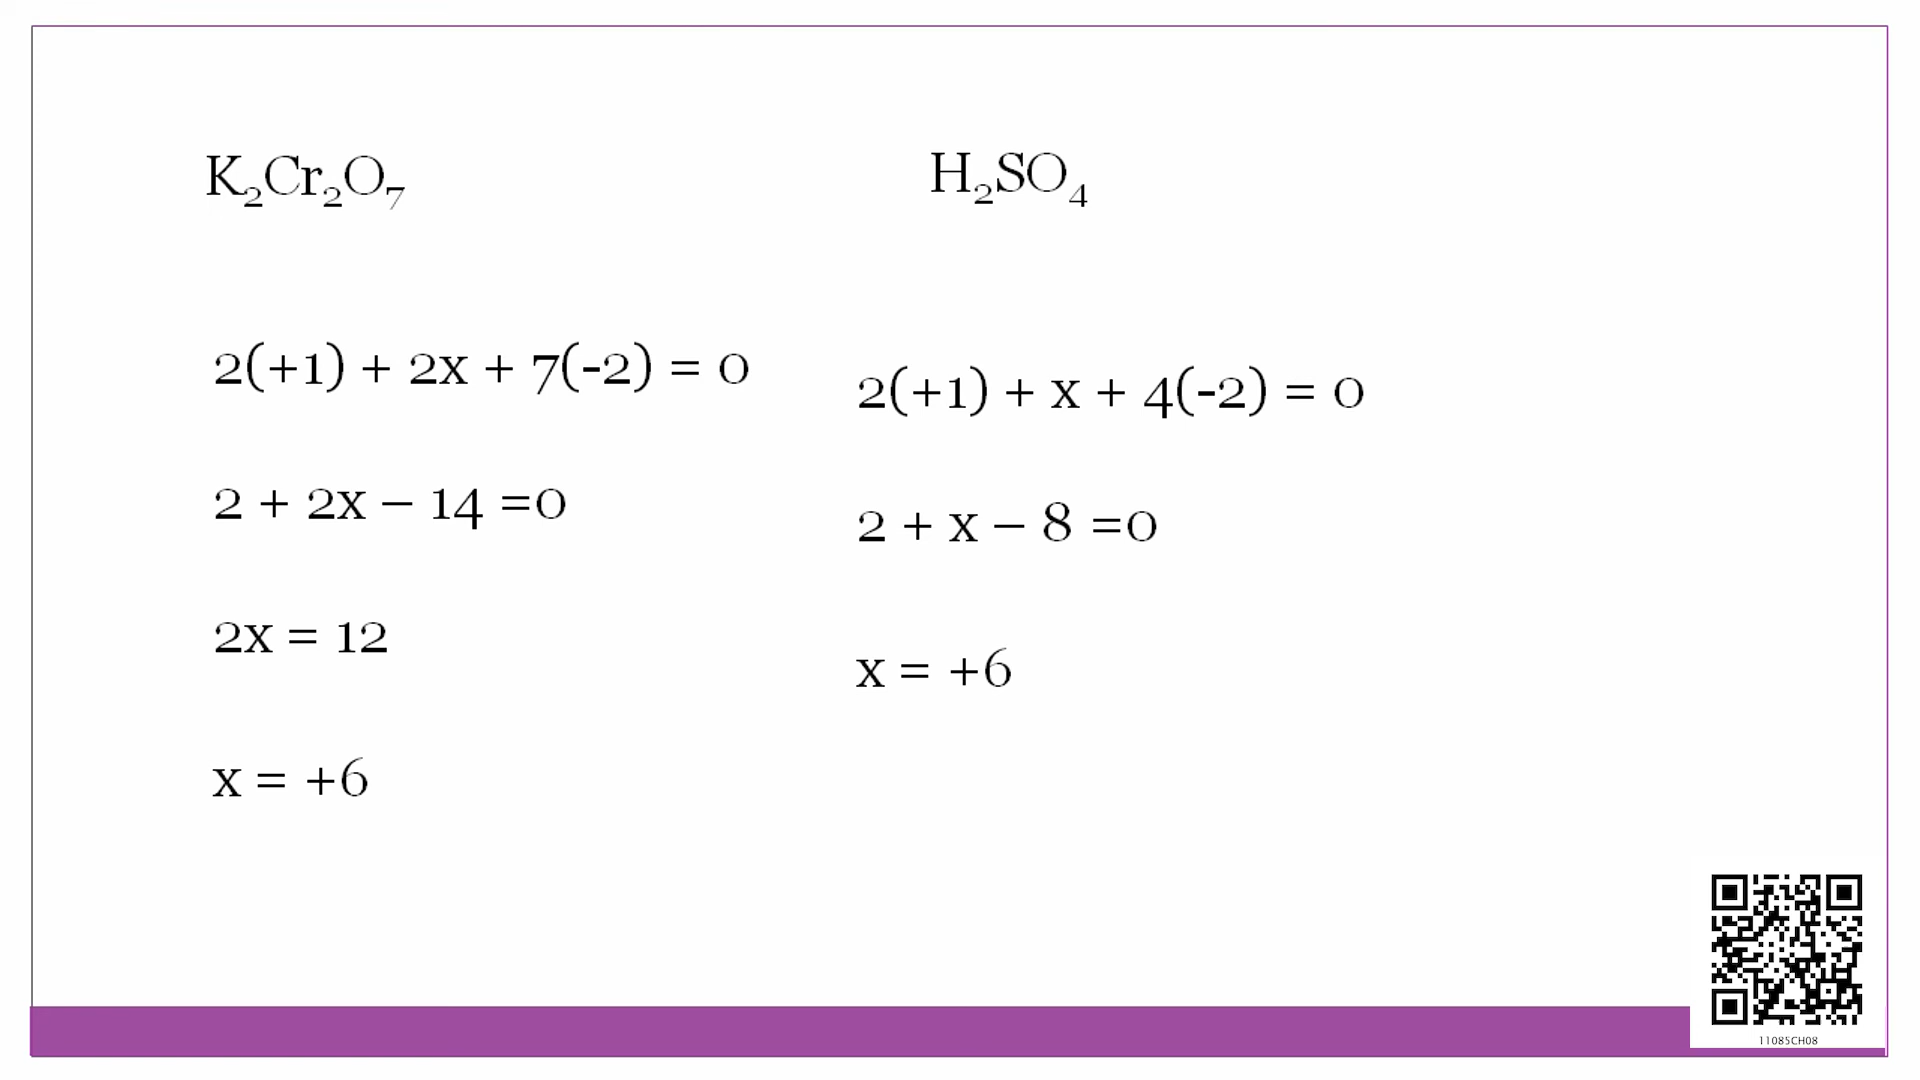 K₂Cr₂O₇
2(+1) + 2x + 7(-2) = 0
2 + 2x – 14 =0
2x = 12
x = +6
H₂SO₄
2(+1) + x + 4(-2) = 0
2 + x – 8 =0
x = +6
11085CH08